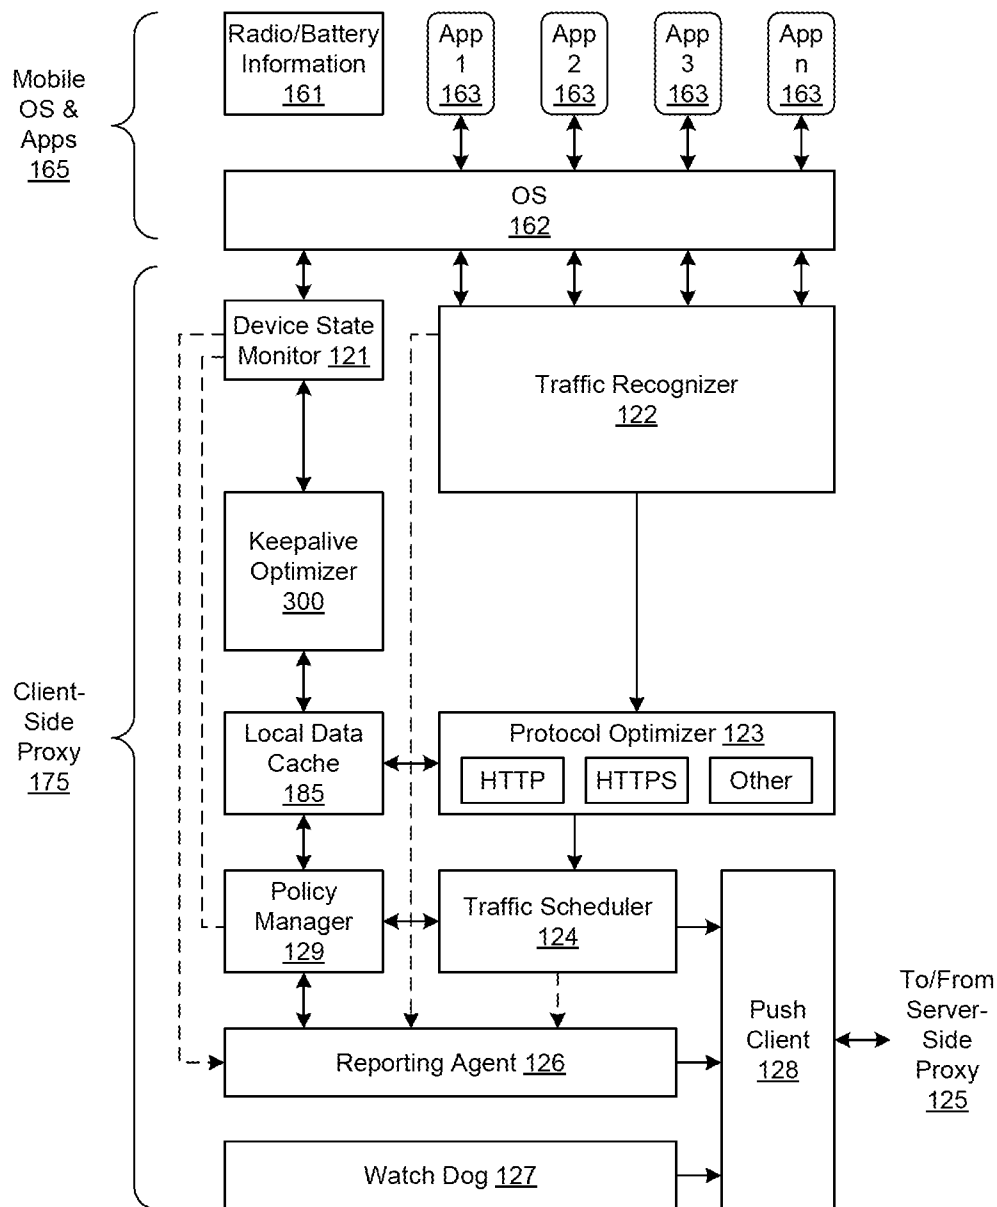 Mobile
OS &
Apps
165
Radio/Battery
Information
161
App
1
163
App
2
163
App
3
163
App
n
163
OS
162
Client-
Side
Proxy
175
Device State
Monitor 121
Traffic Recognizer
122
Keepalive
Optimizer
300
Local Data
Cache
185
Protocol Optimizer 123
HTTP
HTTPS
Other
Policy
Manager
129
Traffic Scheduler
124
Reporting Agent 126
Watch Dog 127
Push
Client
128
To/From
Server-
Side
Proxy
125